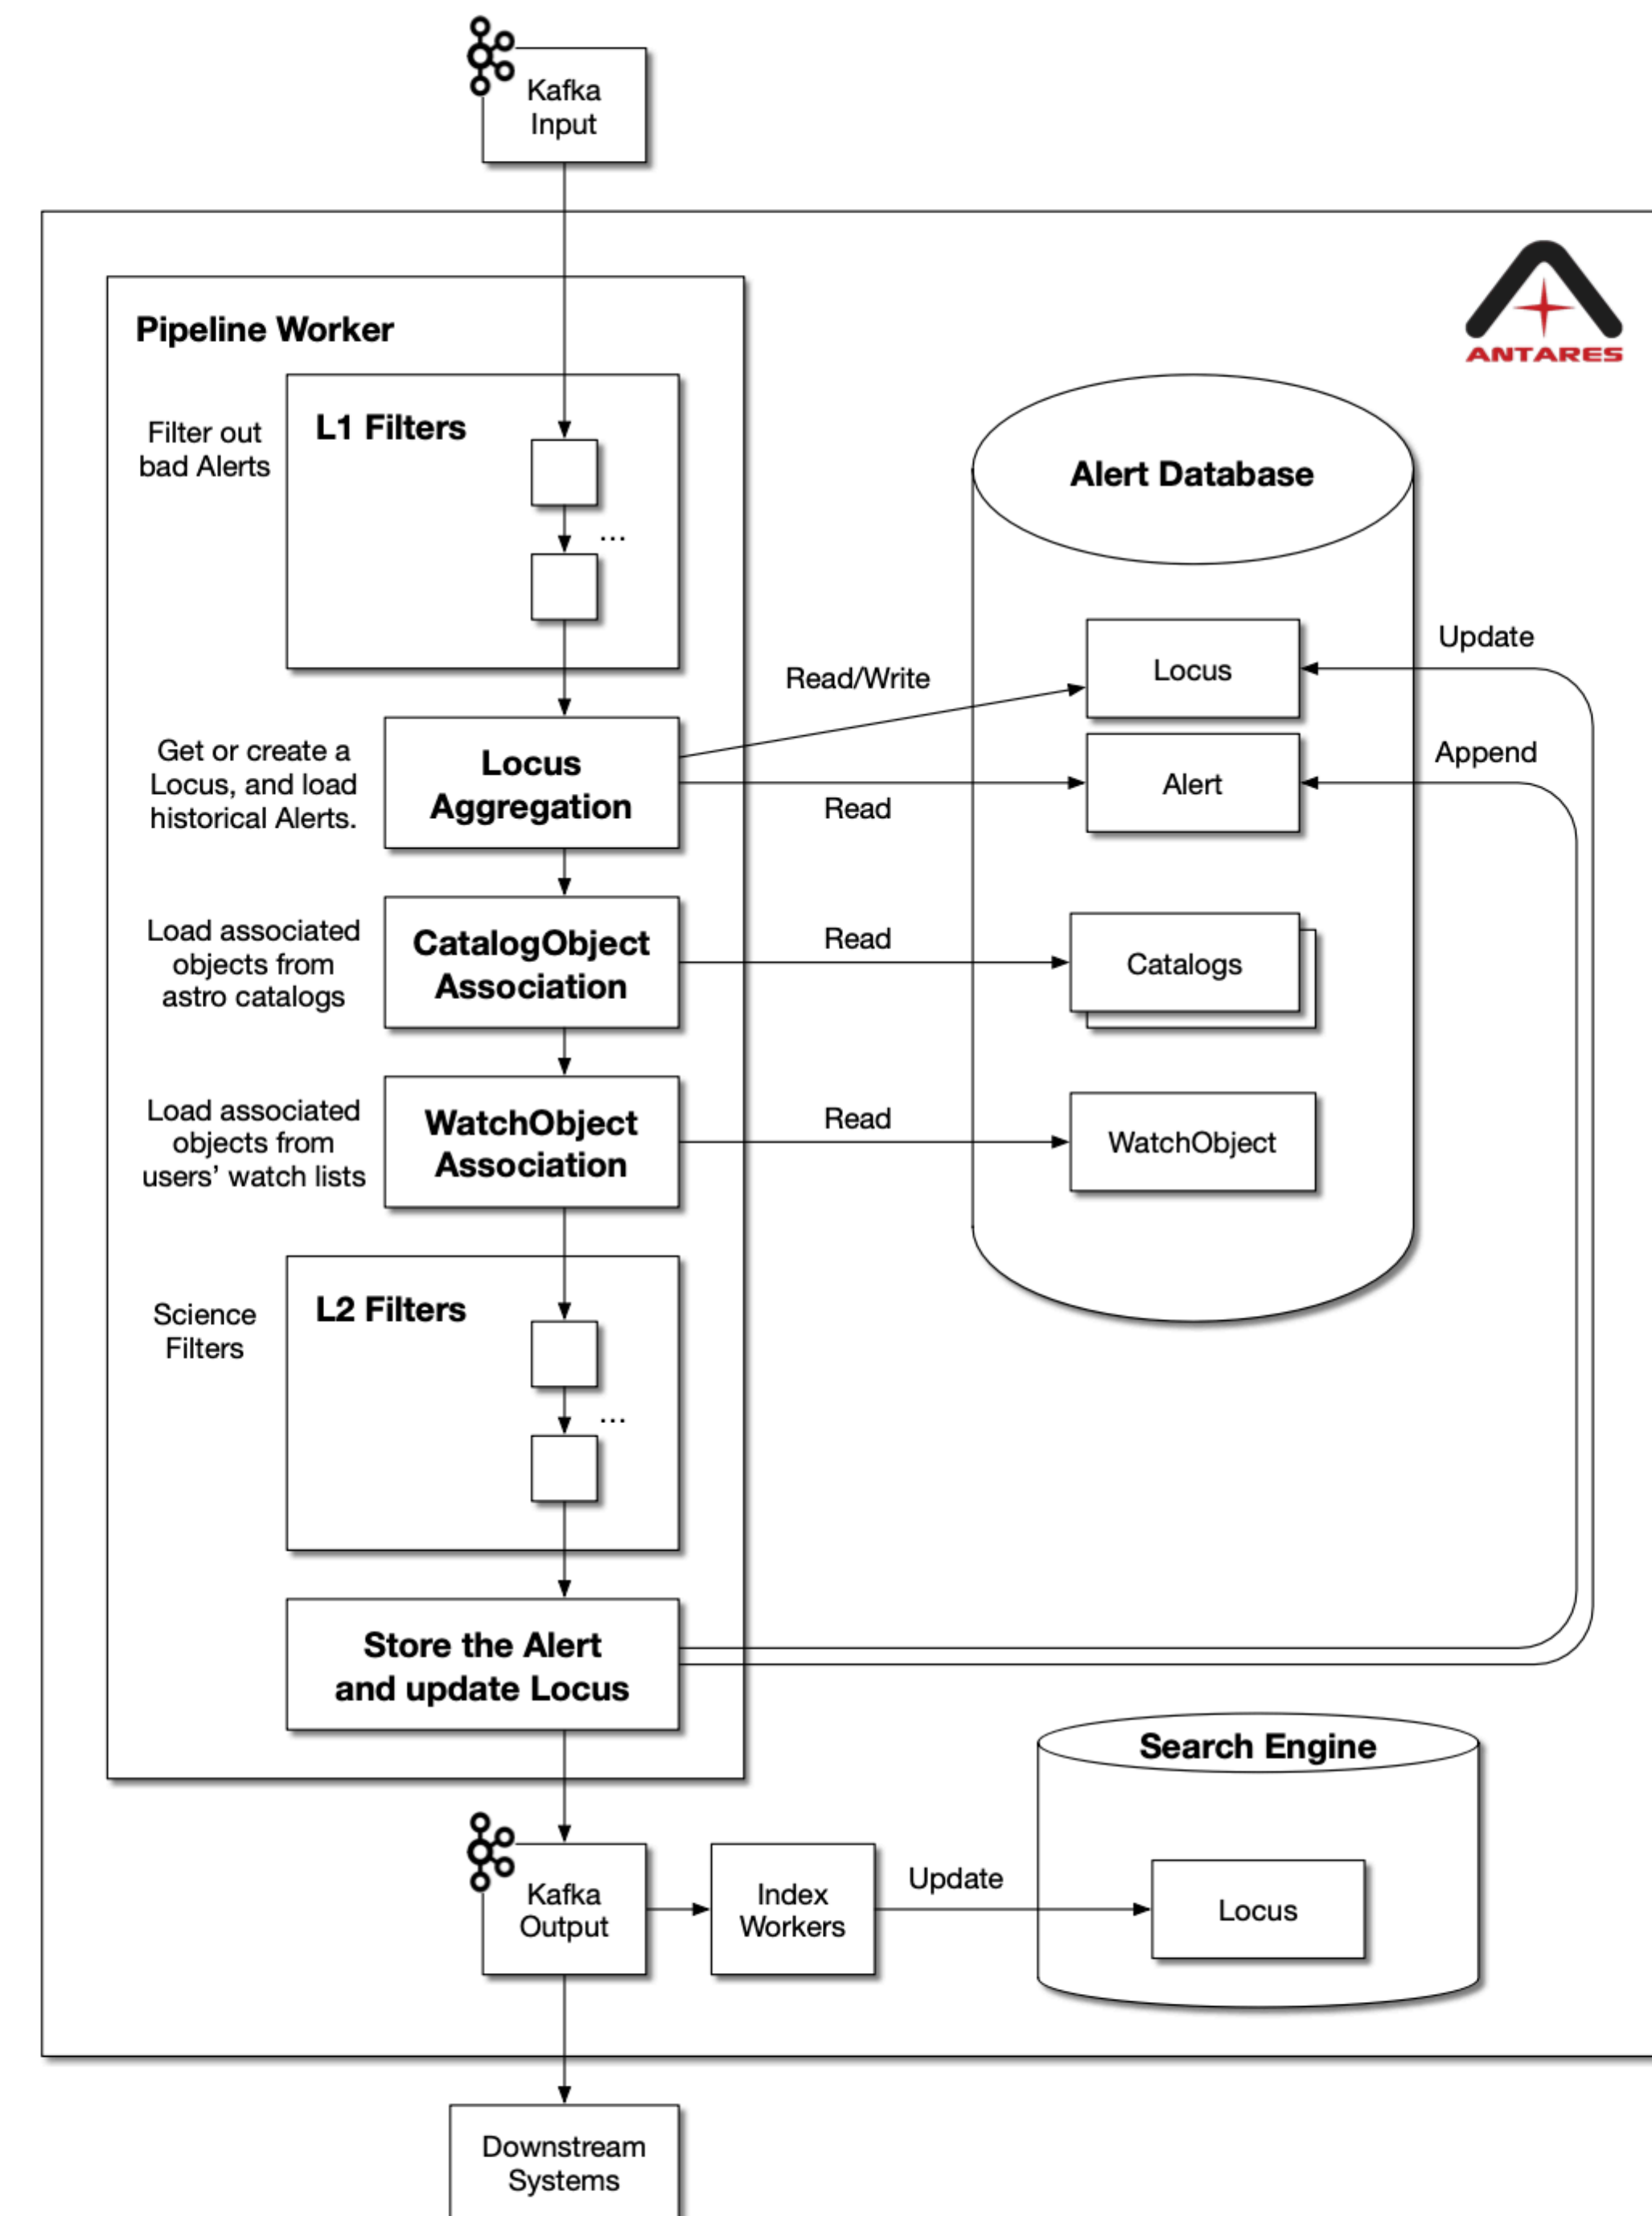 Kafka
Input
ANTARES
Pipeline Worker
L1 Filters
Filter out
bad Alerts
...
Alert Database
Locus
Update
Read/Write
Get or create a
Locus, and load
historical Alerts.
Locus
Aggregation
Read
Alert
Append
Load associated
objects from
astro catalogs
CatalogObject
Association
Read
Catalogs
Load associated
objects from
users’ watch lists
WatchObject
Association
Read
WatchObject
Science
Filters
L2 Filters
...
Store the Alert
and update Locus
Search Engine
Kafka
Output
Index
Workers
Update
Locus
Downstream
Systems